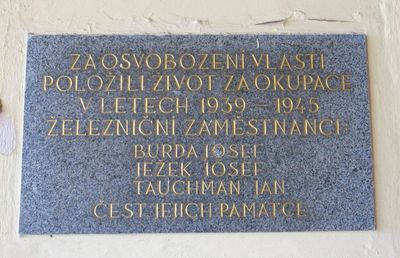 ZA OSVOBOZENÍ VLASTI
POLOŽILI ŽIVOT ZA OKUPACE
V LETECH 1939 – 1945
ŽELEZNIČNÍ ZAMĚSTNANCI:
BURDA JOSEF
JEŽEK JOSEF
TAUCHMAN JAN
ČEST JEJICH PAMÁTCE